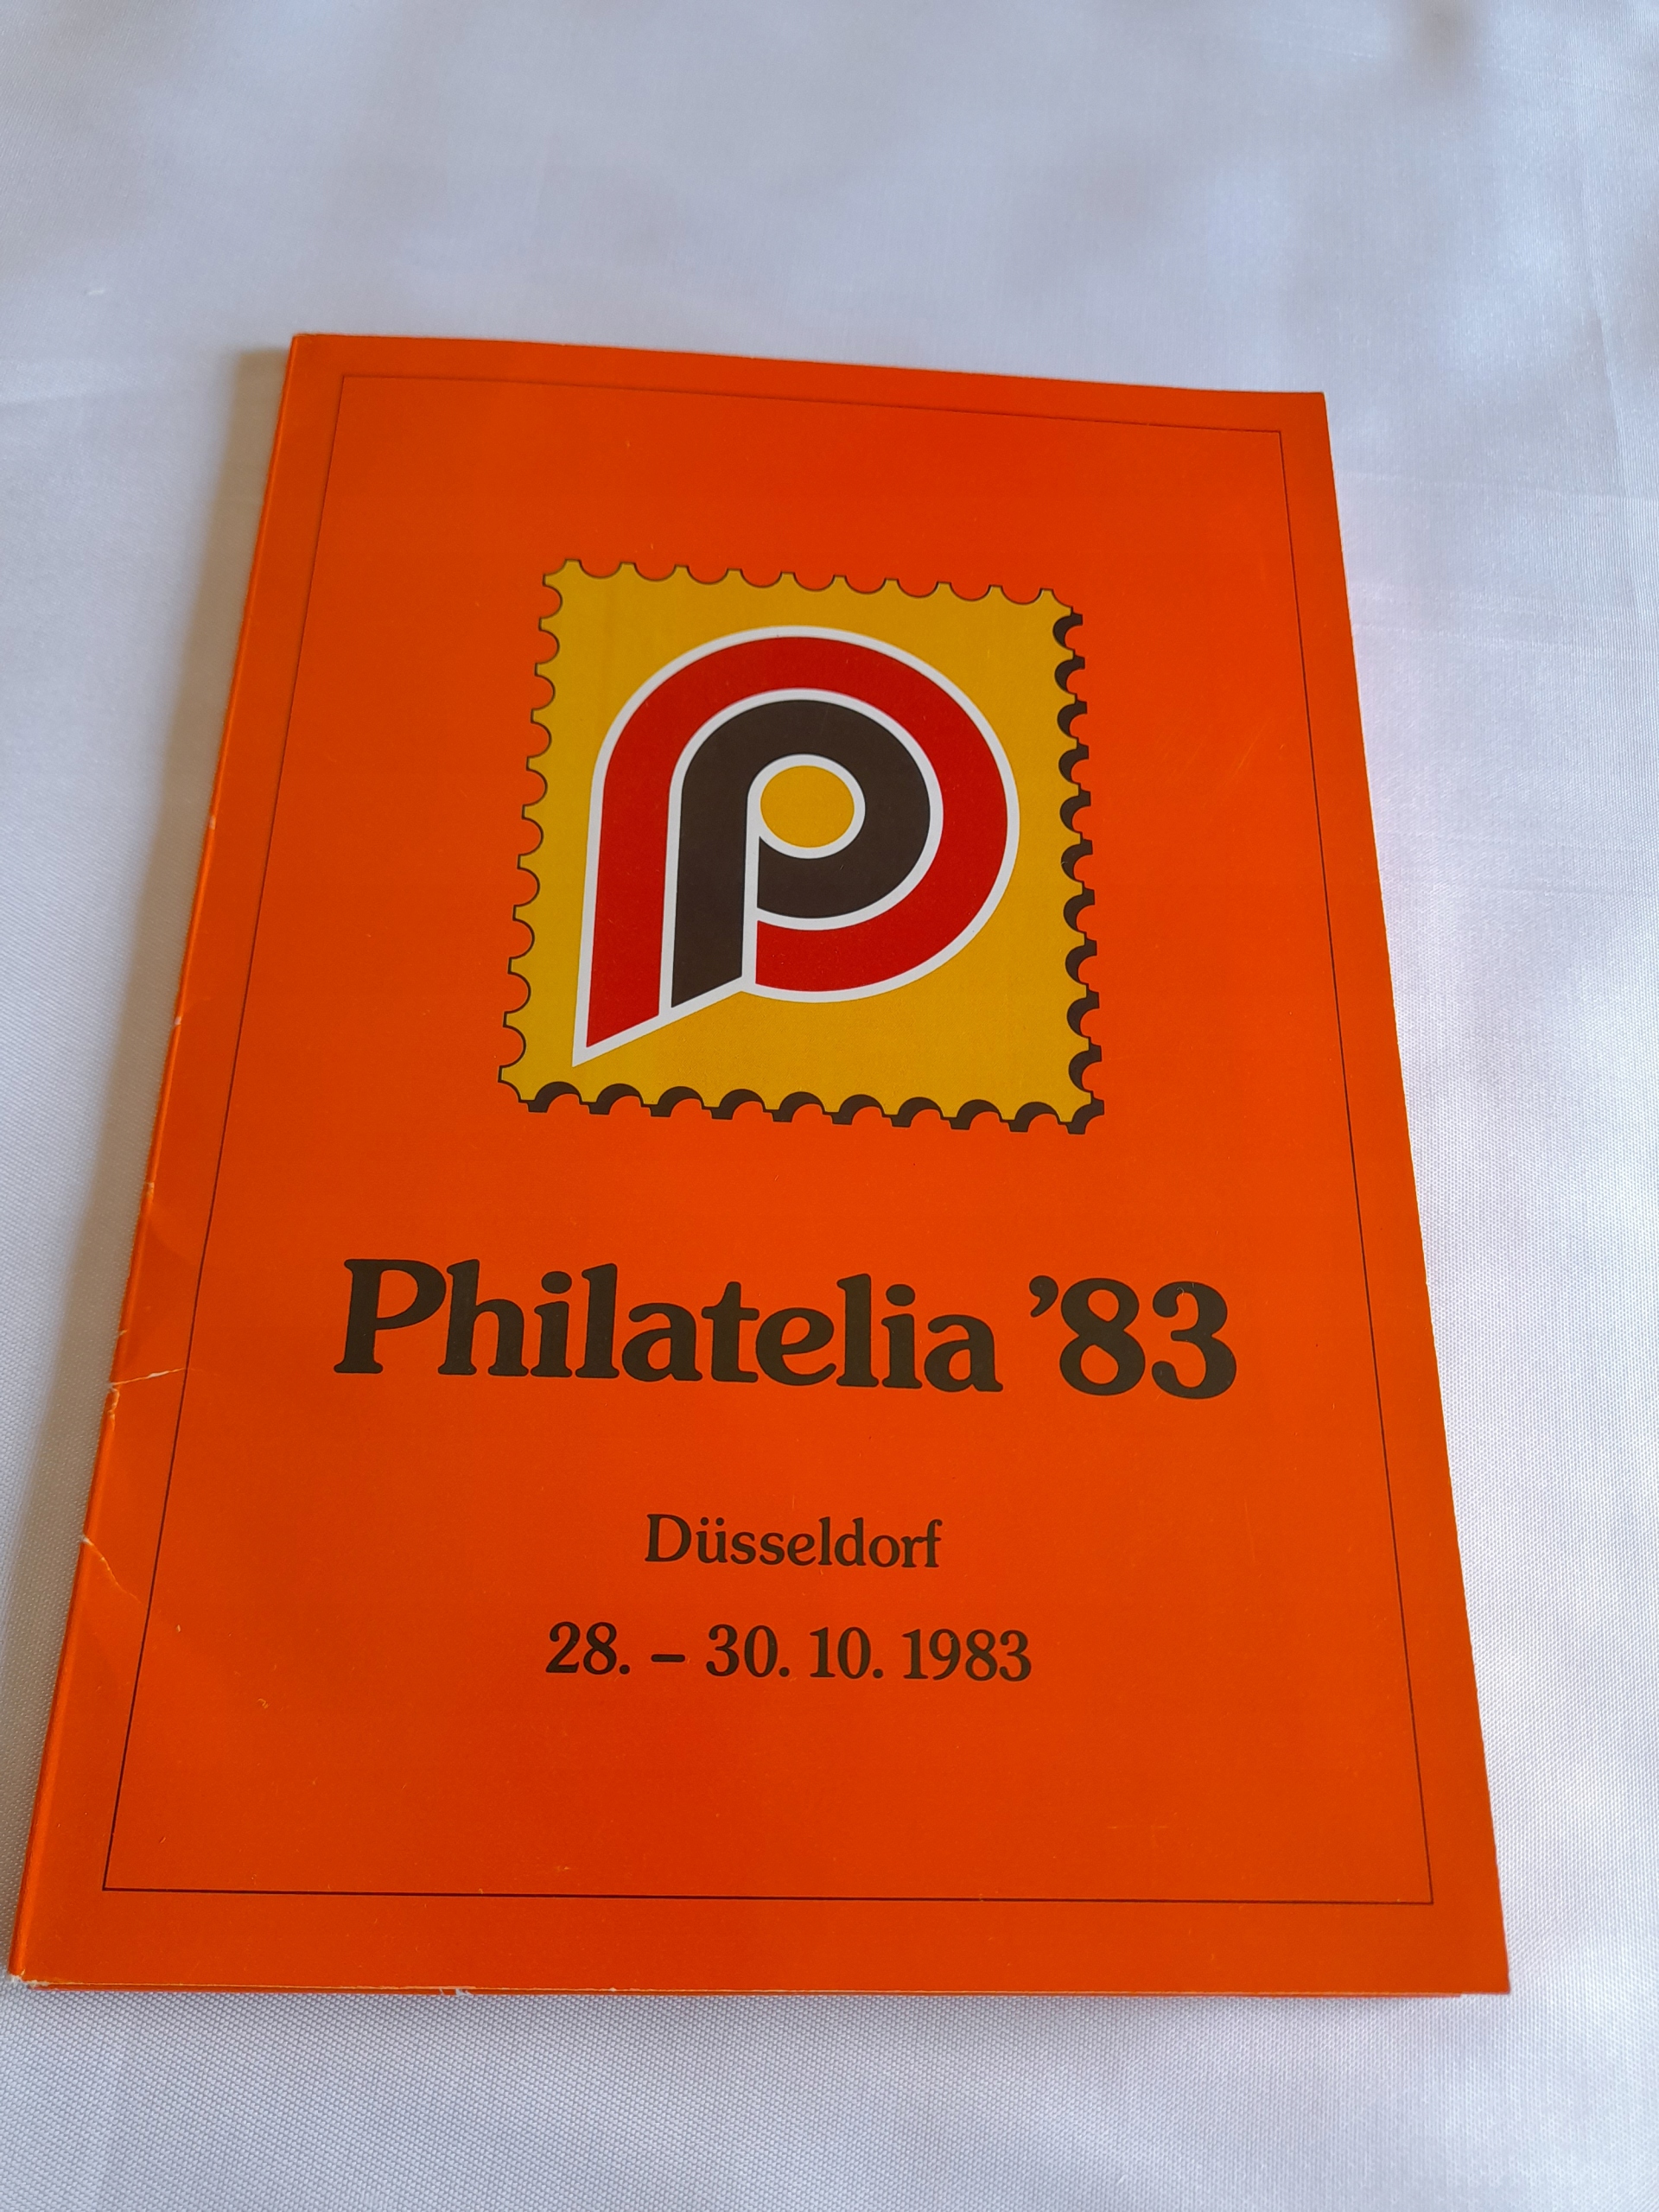 P
Philatelia ’83
Düsseldorf
28. – 30. 10. 1983